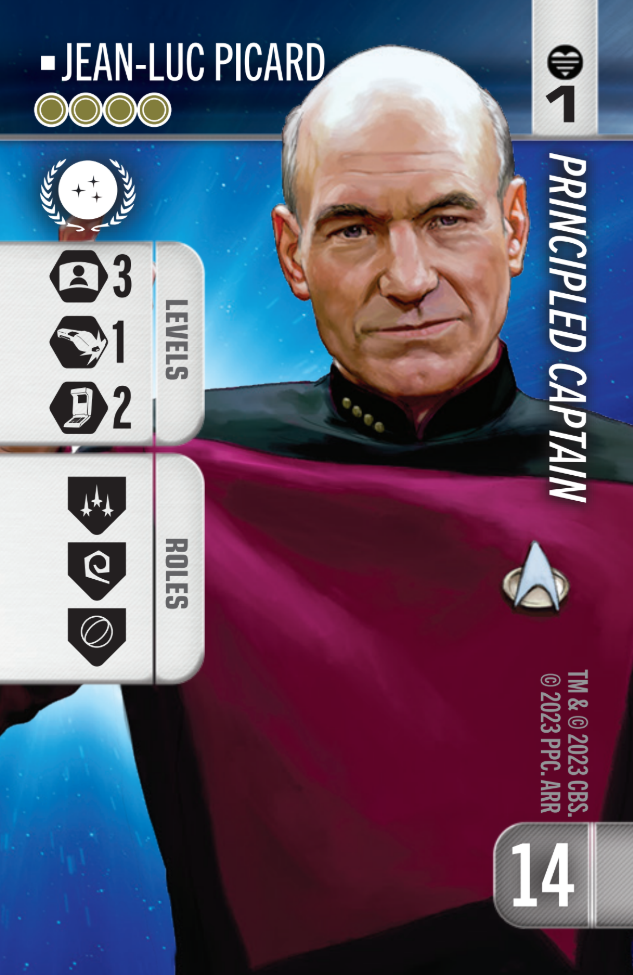 ▪ JEAN-LUC PICARD
1
PRINCIPLED CAPTAIN
3
1
2
LEVELS
ROLES
TM & © 2023 CBS.
© 2023 PPC. ARR
14